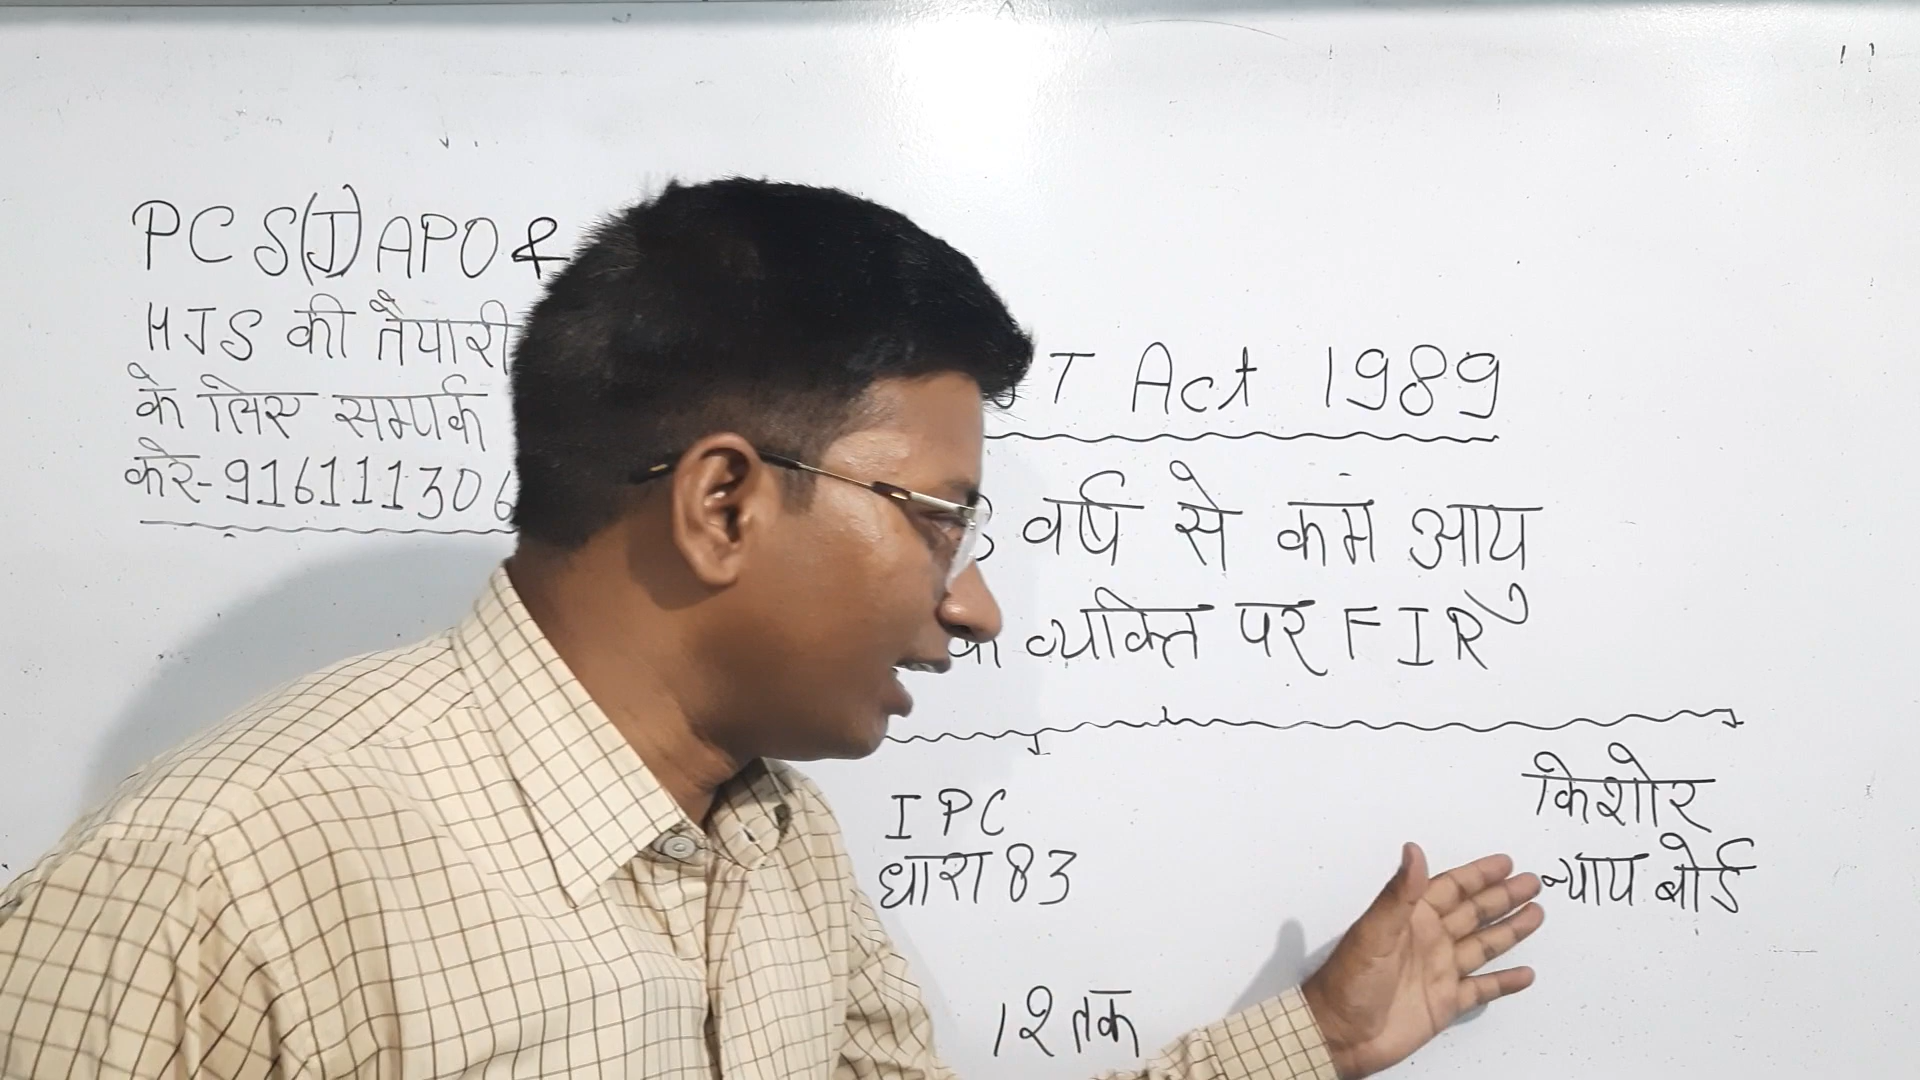 PCS(J) APO &
HJS की तैयारी
के लिए सम्पर्क
करे-916111306
T Act 1989
वर्ष से कम आयु
व्यक्ति पर FIR
IPC
धारा 83
12 तक
किशोर
न्याय बोर्ड